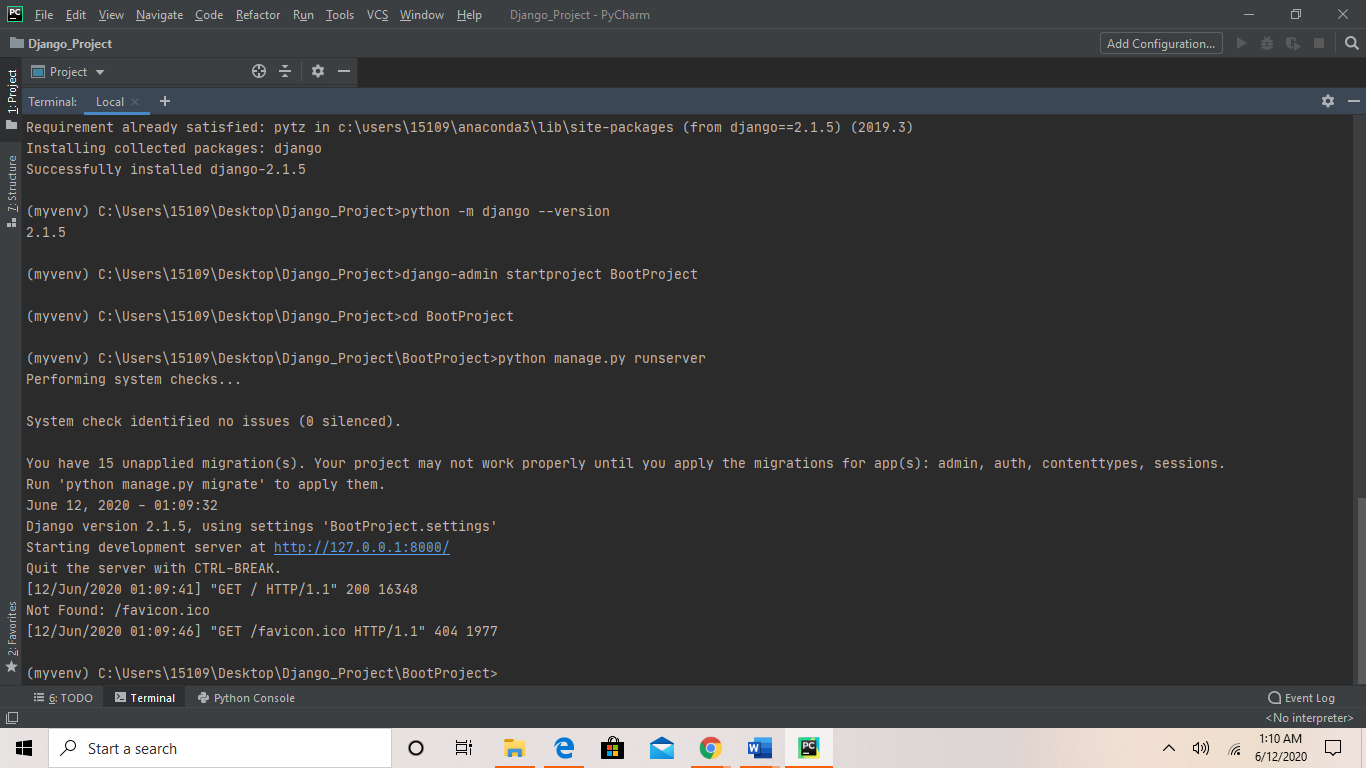 File Edit View Navigate Code Refactor Run Tools VCS Window Help Django_Project - PyCharm
Django_Project Add Configuration...
Project
Terminal: Local
Requirement already satisfied: pytz in c:\users\15109\anaconda3\lib\site-packages (from django==2.1.5) (2019.3)
Installing collected packages: django
Successfully installed django-2.1.5
(myvenv) C:\Users\15109\Desktop\Django_Project>python -m django --version
2.1.5
(myvenv) C:\Users\15109\Desktop\Django_Project>django-admin startproject BootProject
(myvenv) C:\Users\15109\Desktop\Django_Project>cd BootProject
(myvenv) C:\Users\15109\Desktop\Django_Project\BootProject>python manage.py runserver
Performing system checks...
System check identified no issues (0 silenced).
You have 15 unapplied migration(s). Your project may not work properly until you apply the migrations for app(s): admin, auth, contenttypes, sessions.
Run 'python manage.py migrate' to apply them.
June 12, 2020 - 01:09:32
Django version 2.1.5, using settings 'BootProject.settings'
Starting development server at http://127.0.0.1:8000/
Quit the server with CTRL-BREAK.
[12/Jun/2020 01:09:41] "GET / HTTP/1.1" 200 16348
Not Found: /favicon.ico
[12/Jun/2020 01:09:46] "GET /favicon.ico HTTP/1.1" 404 1977
(myvenv) C:\Users\15109\Desktop\Django_Project\BootProject>
1: Project
7: Structure
2: Favorites
6: TODO Terminal Python Console Event Log
<No interpreter>
Start a search
1:10 AM
6/12/2020